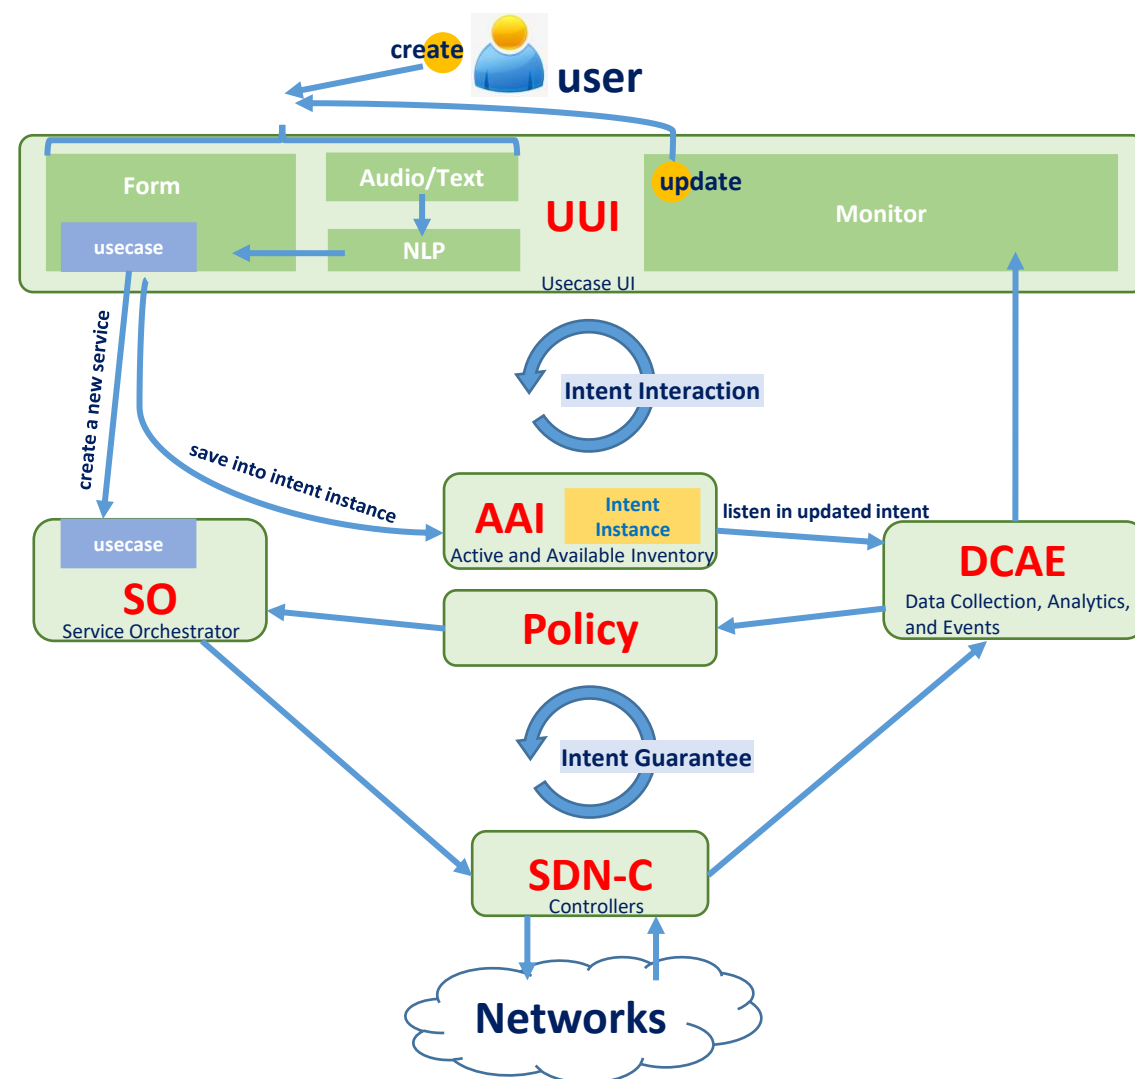 create
user
Form
Audio/Text
UUI
update
Monitor
usecase
NLP
Usecase UI
create a new service
Intent Interaction
save into intent instance
AAI
Intent
Instance
listen in updated intent
Active and Available Inventory
usecase
SO
Service Orchestrator
DCAE
Data Collection, Analytics,
and Events
Policy
Intent Guarantee
SDN-C
Controllers
Networks